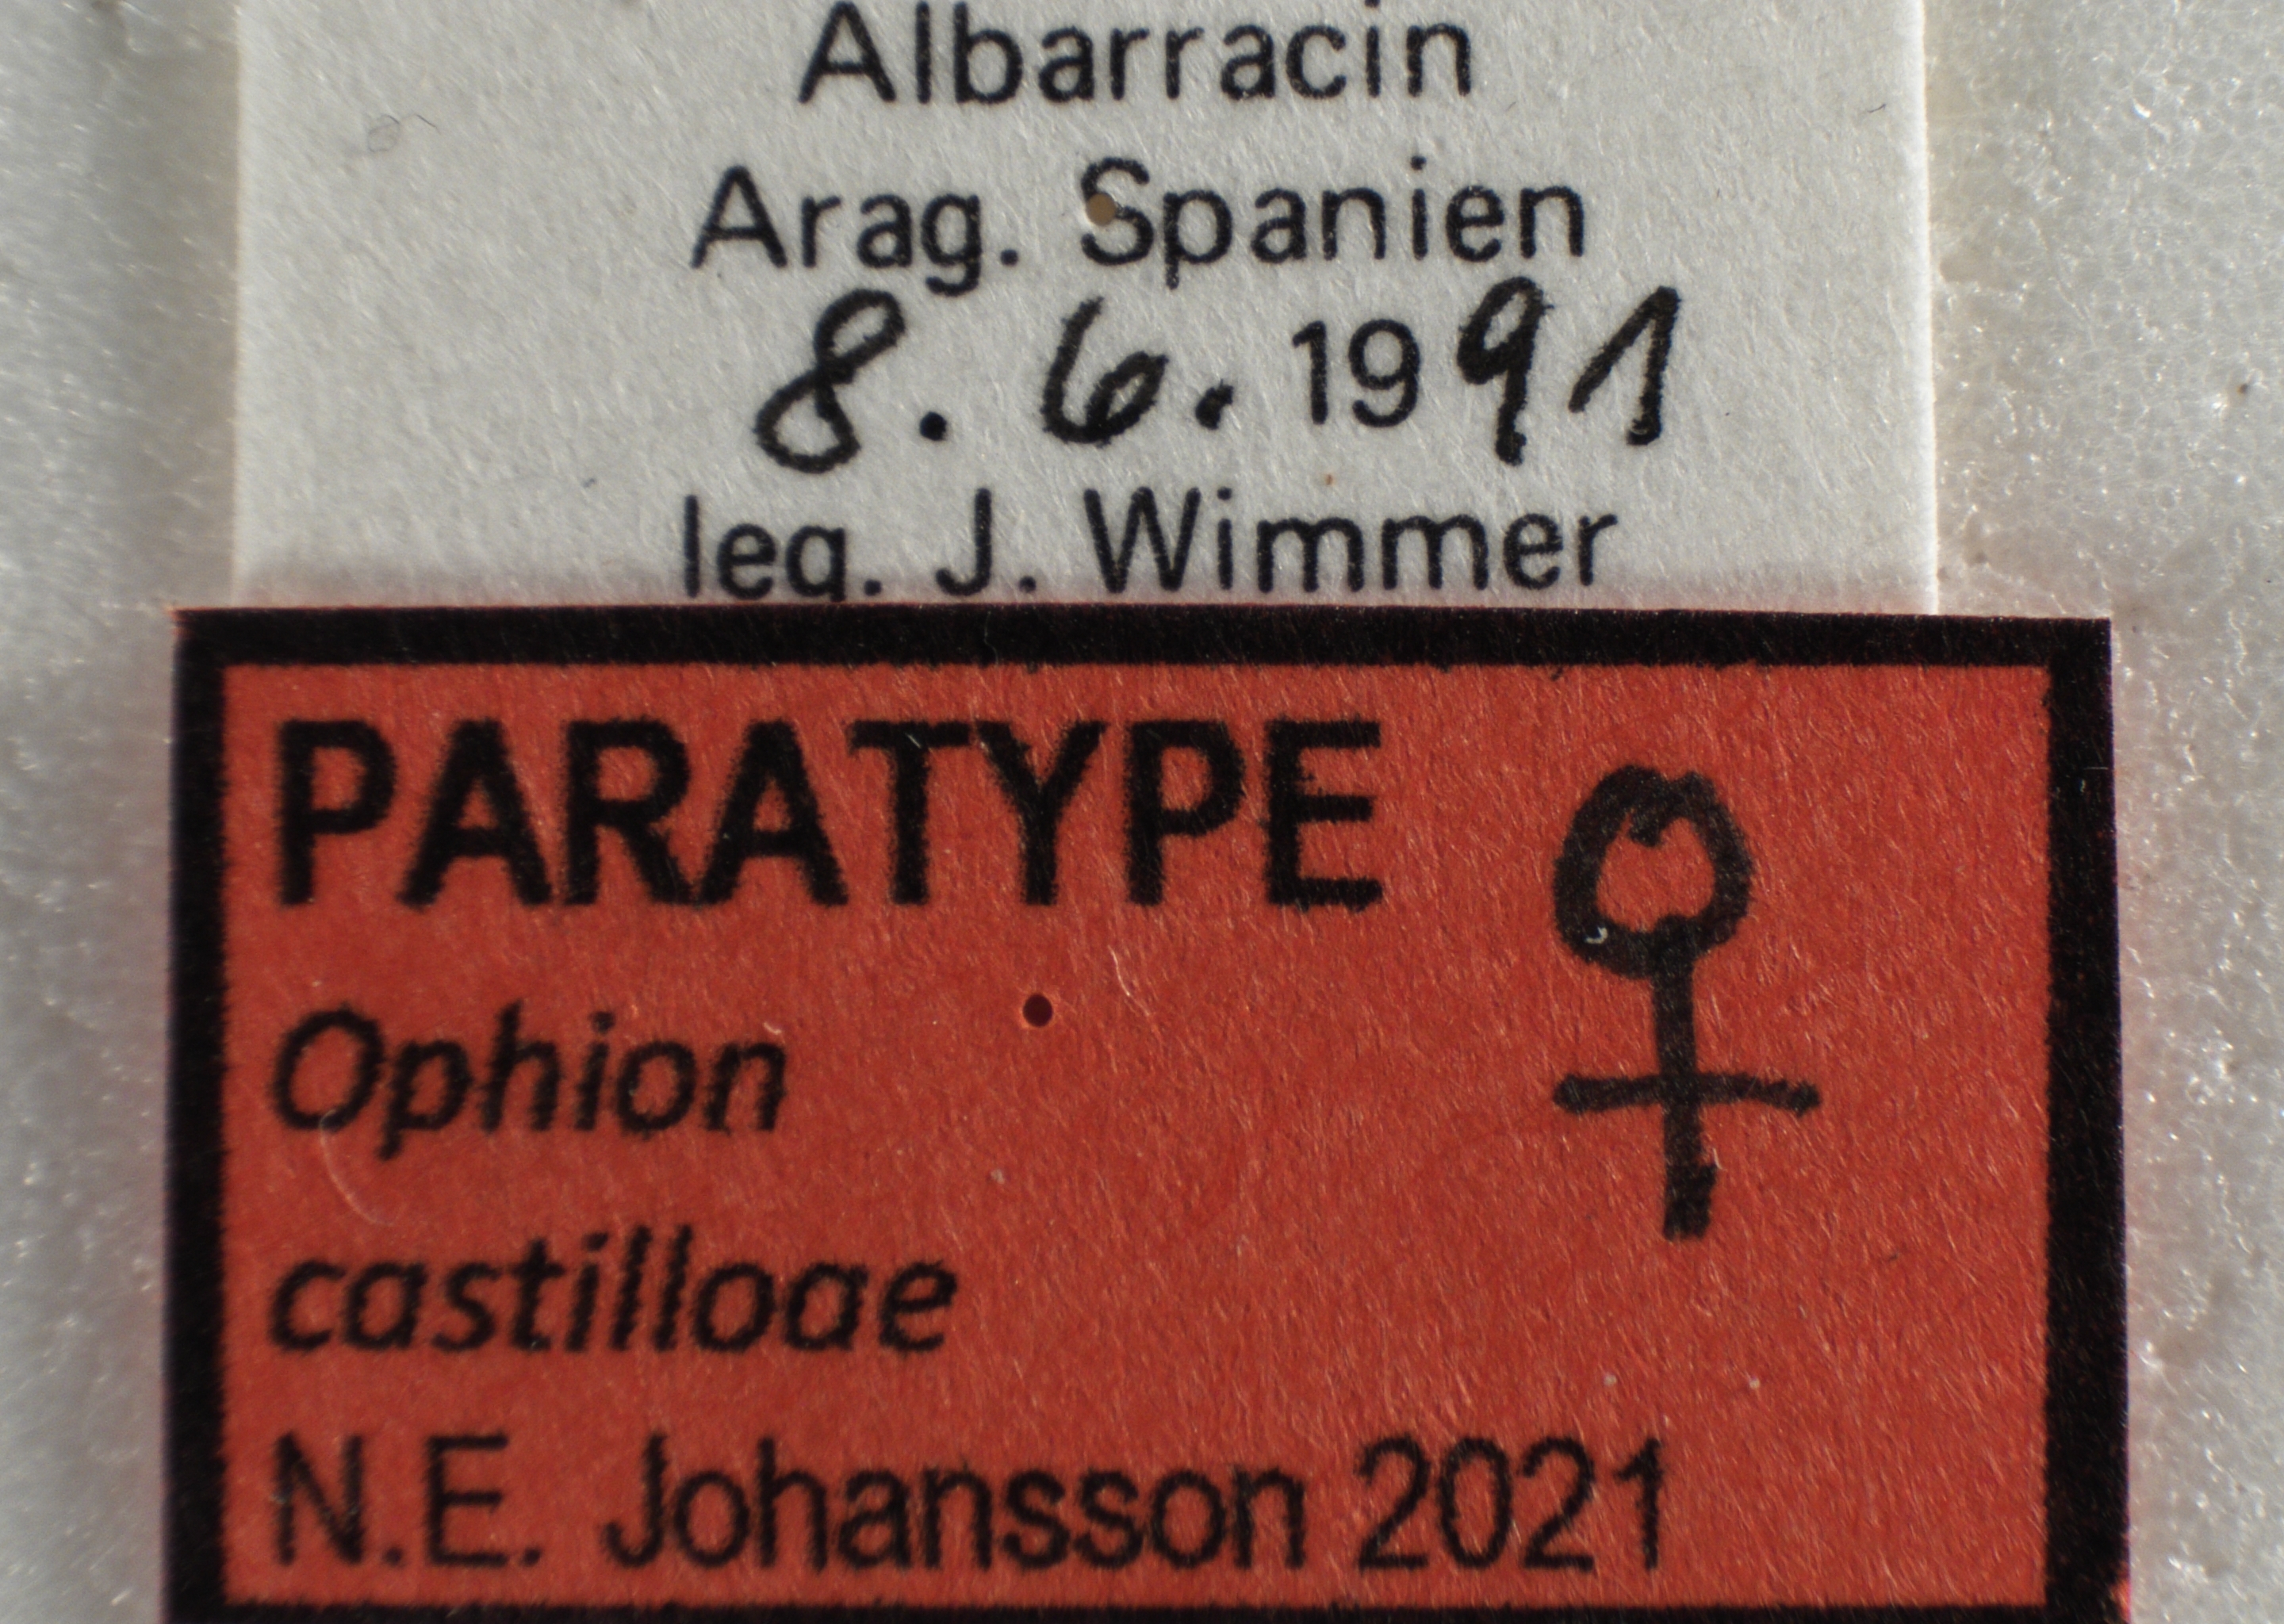 Albarracin
Arag. Spanien
8. 6. 1991
leg. J. Wimmer
PARATYPE ♀
Ophion
castilloae
N.E. Johansson 2021